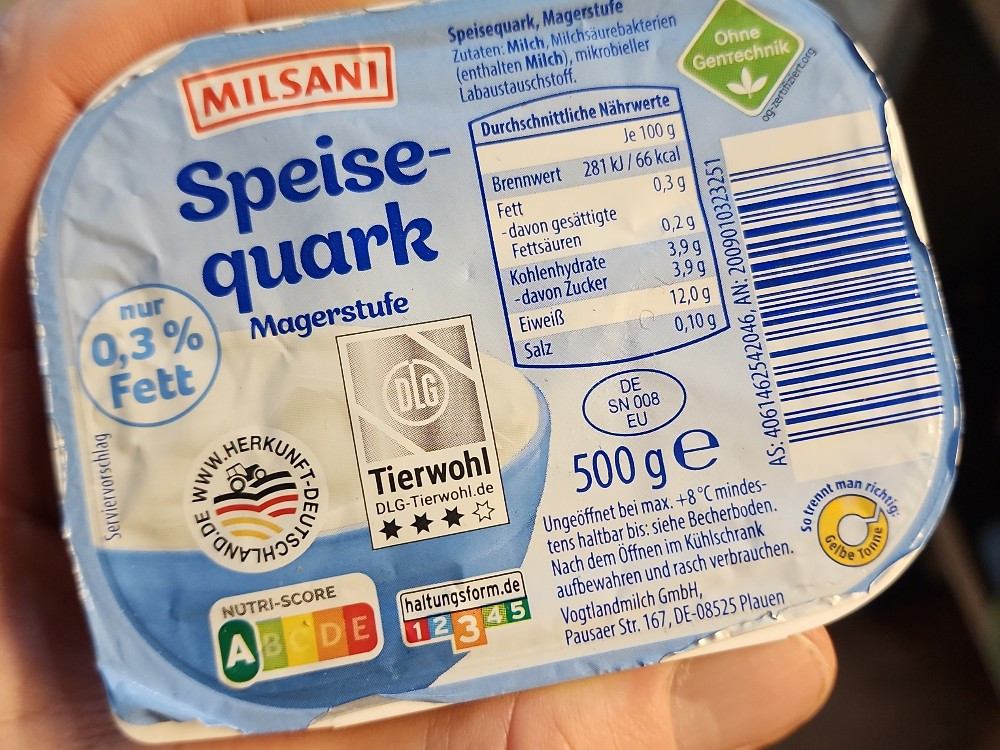 MILSANI
Speise-
quark
Magerstufe
nur
0,3 %
Fett
Serviervorschlag
WWW.HERKUNFT-DEUTSCHLAND.DE
DLG
Tierwohl
DLG-Tierwohl.de
NUTRI-SCORE
A B C D E
haltungsform.de
1 2 3 4 5
Speisequark, Magerstufe
Zutaten: Milch, Milchsäurebakterien
(enthalten Milch), mikrobieller
Labaustauschstoff.
Durchschnittliche Nährwerte
Je 100 g
Brennwert 281 kJ / 66 kcal
Fett 0,3 g
-davon gesättigte
Fettsäuren 0,2 g
Kohlenhydrate 3,9 g
-davon Zucker 3,9 g
Eiweiß 12,0 g
Salz 0,10 g
DE
SN 008
EU
500 g e
Ungeöffnet bei max. +8 °C mindes-
tens haltbar bis: siehe Becherboden.
Nach dem Öffnen im Kühlschrank
aufbewahren und rasch verbrauchen.
Vogtlandmilch GmbH,
Pausaer Str. 167, DE-08525 Plauen
Ohne
GenTechnik
og-zertifiziert.org
AS: 4061462542046, AN: 2009010323251
So trennt man richtig:
Gelbe Tonne